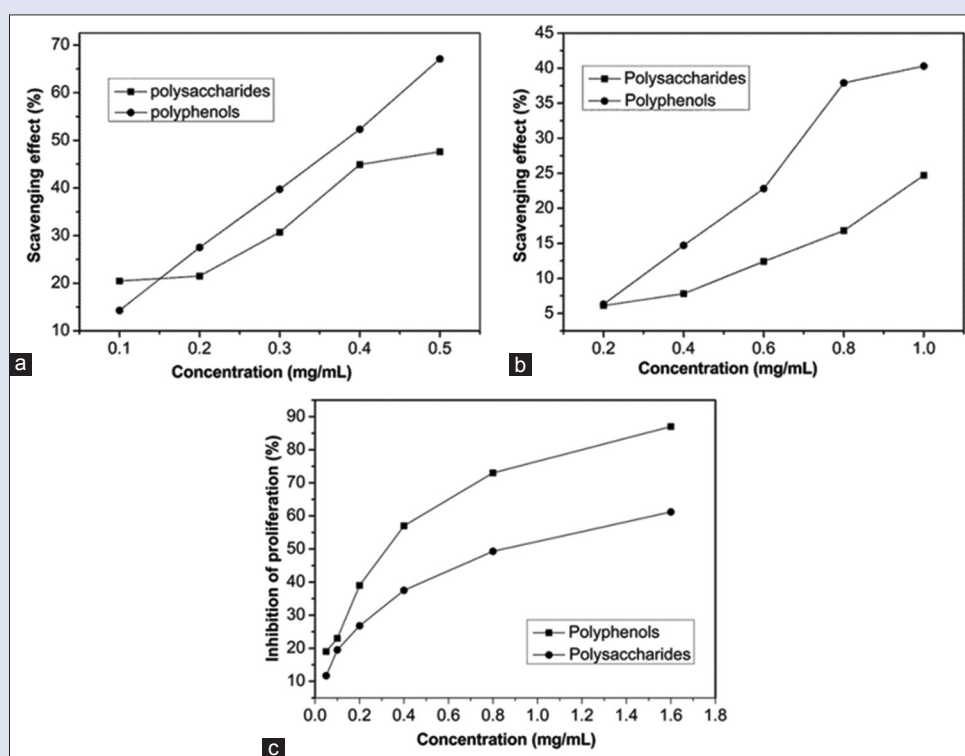 70
60
50
40
30
20
10
Scavenging effect (%)
polysaccharides
polyphenols
0.1 0.2 0.3 0.4 0.5
Concentration (mg/mL)
a
45
40
35
30
25
20
15
10
5
Scavenging effect (%)
Polysaccharides
Polyphenols
0.2 0.4 0.6 0.8 1.0
Concentration (mg/mL)
b
90
80
70
60
50
40
30
20
10
Inhibition of proliferation (%)
Polyphenols
Polysaccharides
0.0 0.2 0.4 0.6 0.8 1.0 1.2 1.4 1.6 1.8
Concentration (mg/mL)
c